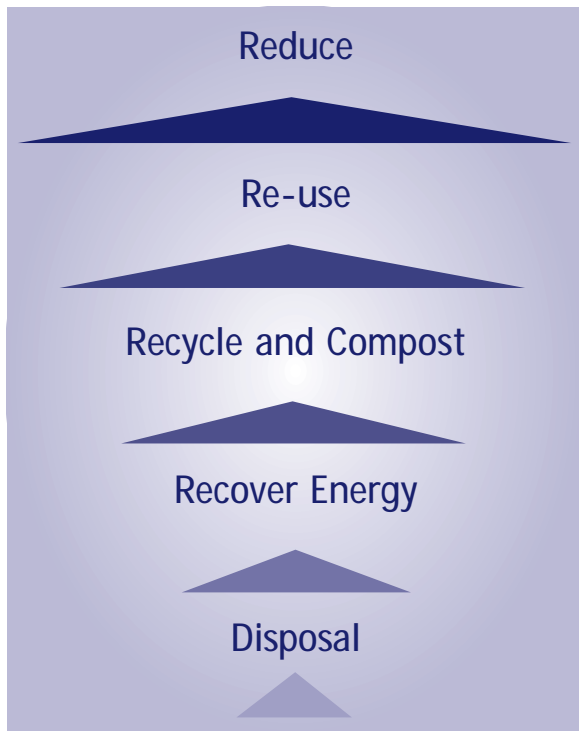 Reduce
Re-use
Recycle and Compost
Recover Energy
Disposal